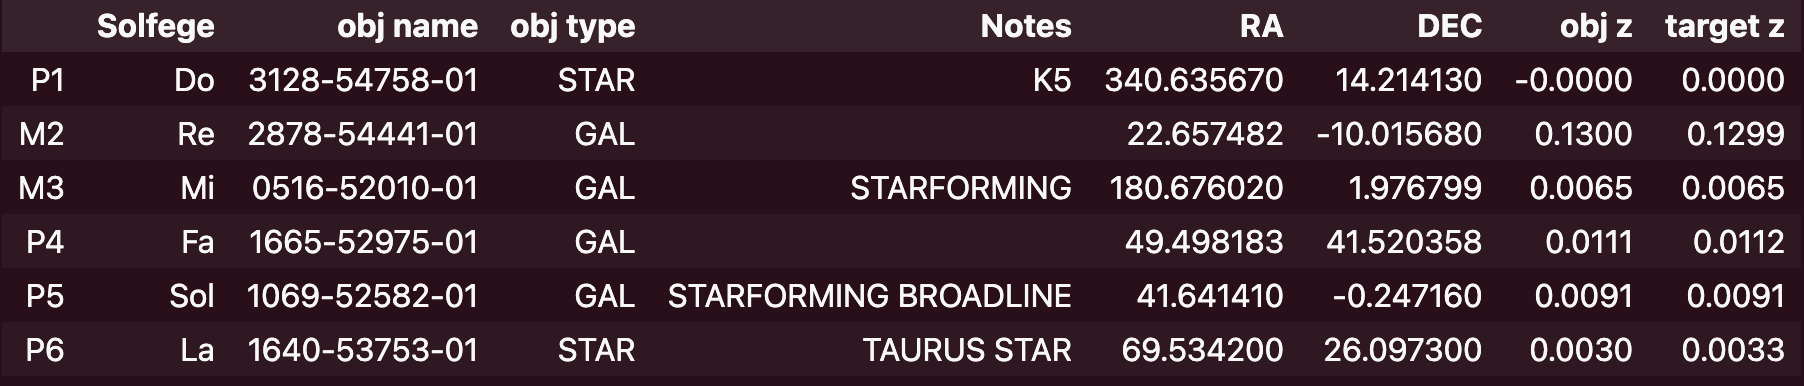 Solfege obj name obj type Notes RA DEC obj z target z
P1 Do 3128-54758-01 STAR K5 340.635670 14.214130 -0.0000 0.0000
M2 Re 2878-54441-01 GAL 22.657482 -10.015680 0.1300 0.1299
M3 Mi 0516-52010-01 GAL STARFORMING 180.676020 1.976799 0.0065 0.0065
P4 Fa 1665-52975-01 GAL 49.498183 41.520358 0.0111 0.0112
P5 Sol 1069-52582-01 GAL STARFORMING BROADLINE 41.641410 -0.247160 0.0091 0.0091
P6 La 1640-53753-01 STAR TAURUS STAR 69.534200 26.097300 0.0030 0.0033